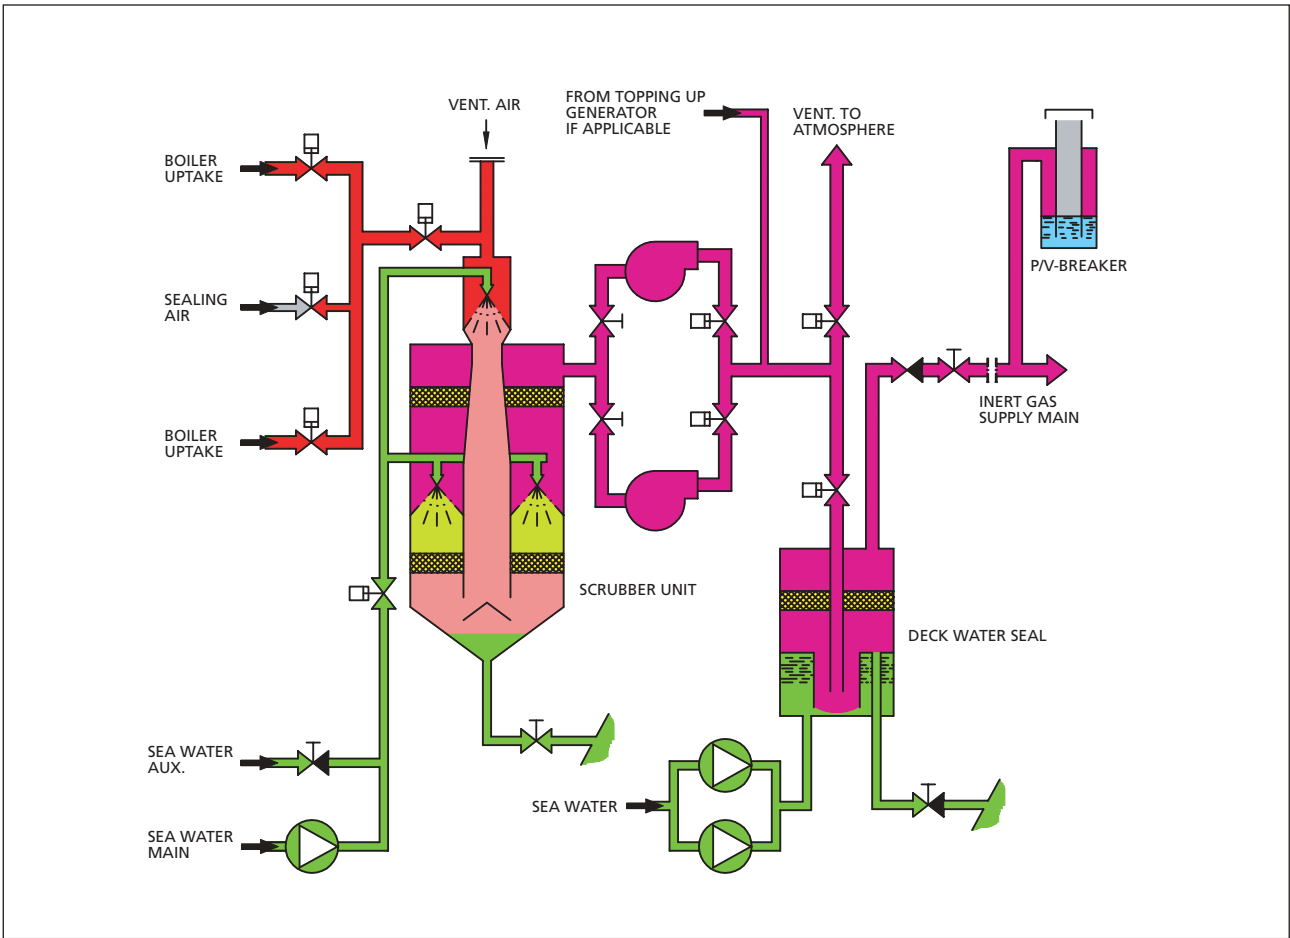 VENT. AIR
FROM TOPPING UP
GENERATOR
IF APPLICABLE
VENT. TO
ATMOSPHERE
BOILER
UPTAKE
P/V-BREAKER
SEALING
AIR
INERT GAS
SUPPLY MAIN
BOILER
UPTAKE
SCRUBBER UNIT
DECK WATER SEAL
SEA WATER
AUX.
SEA WATER
SEA WATER
MAIN